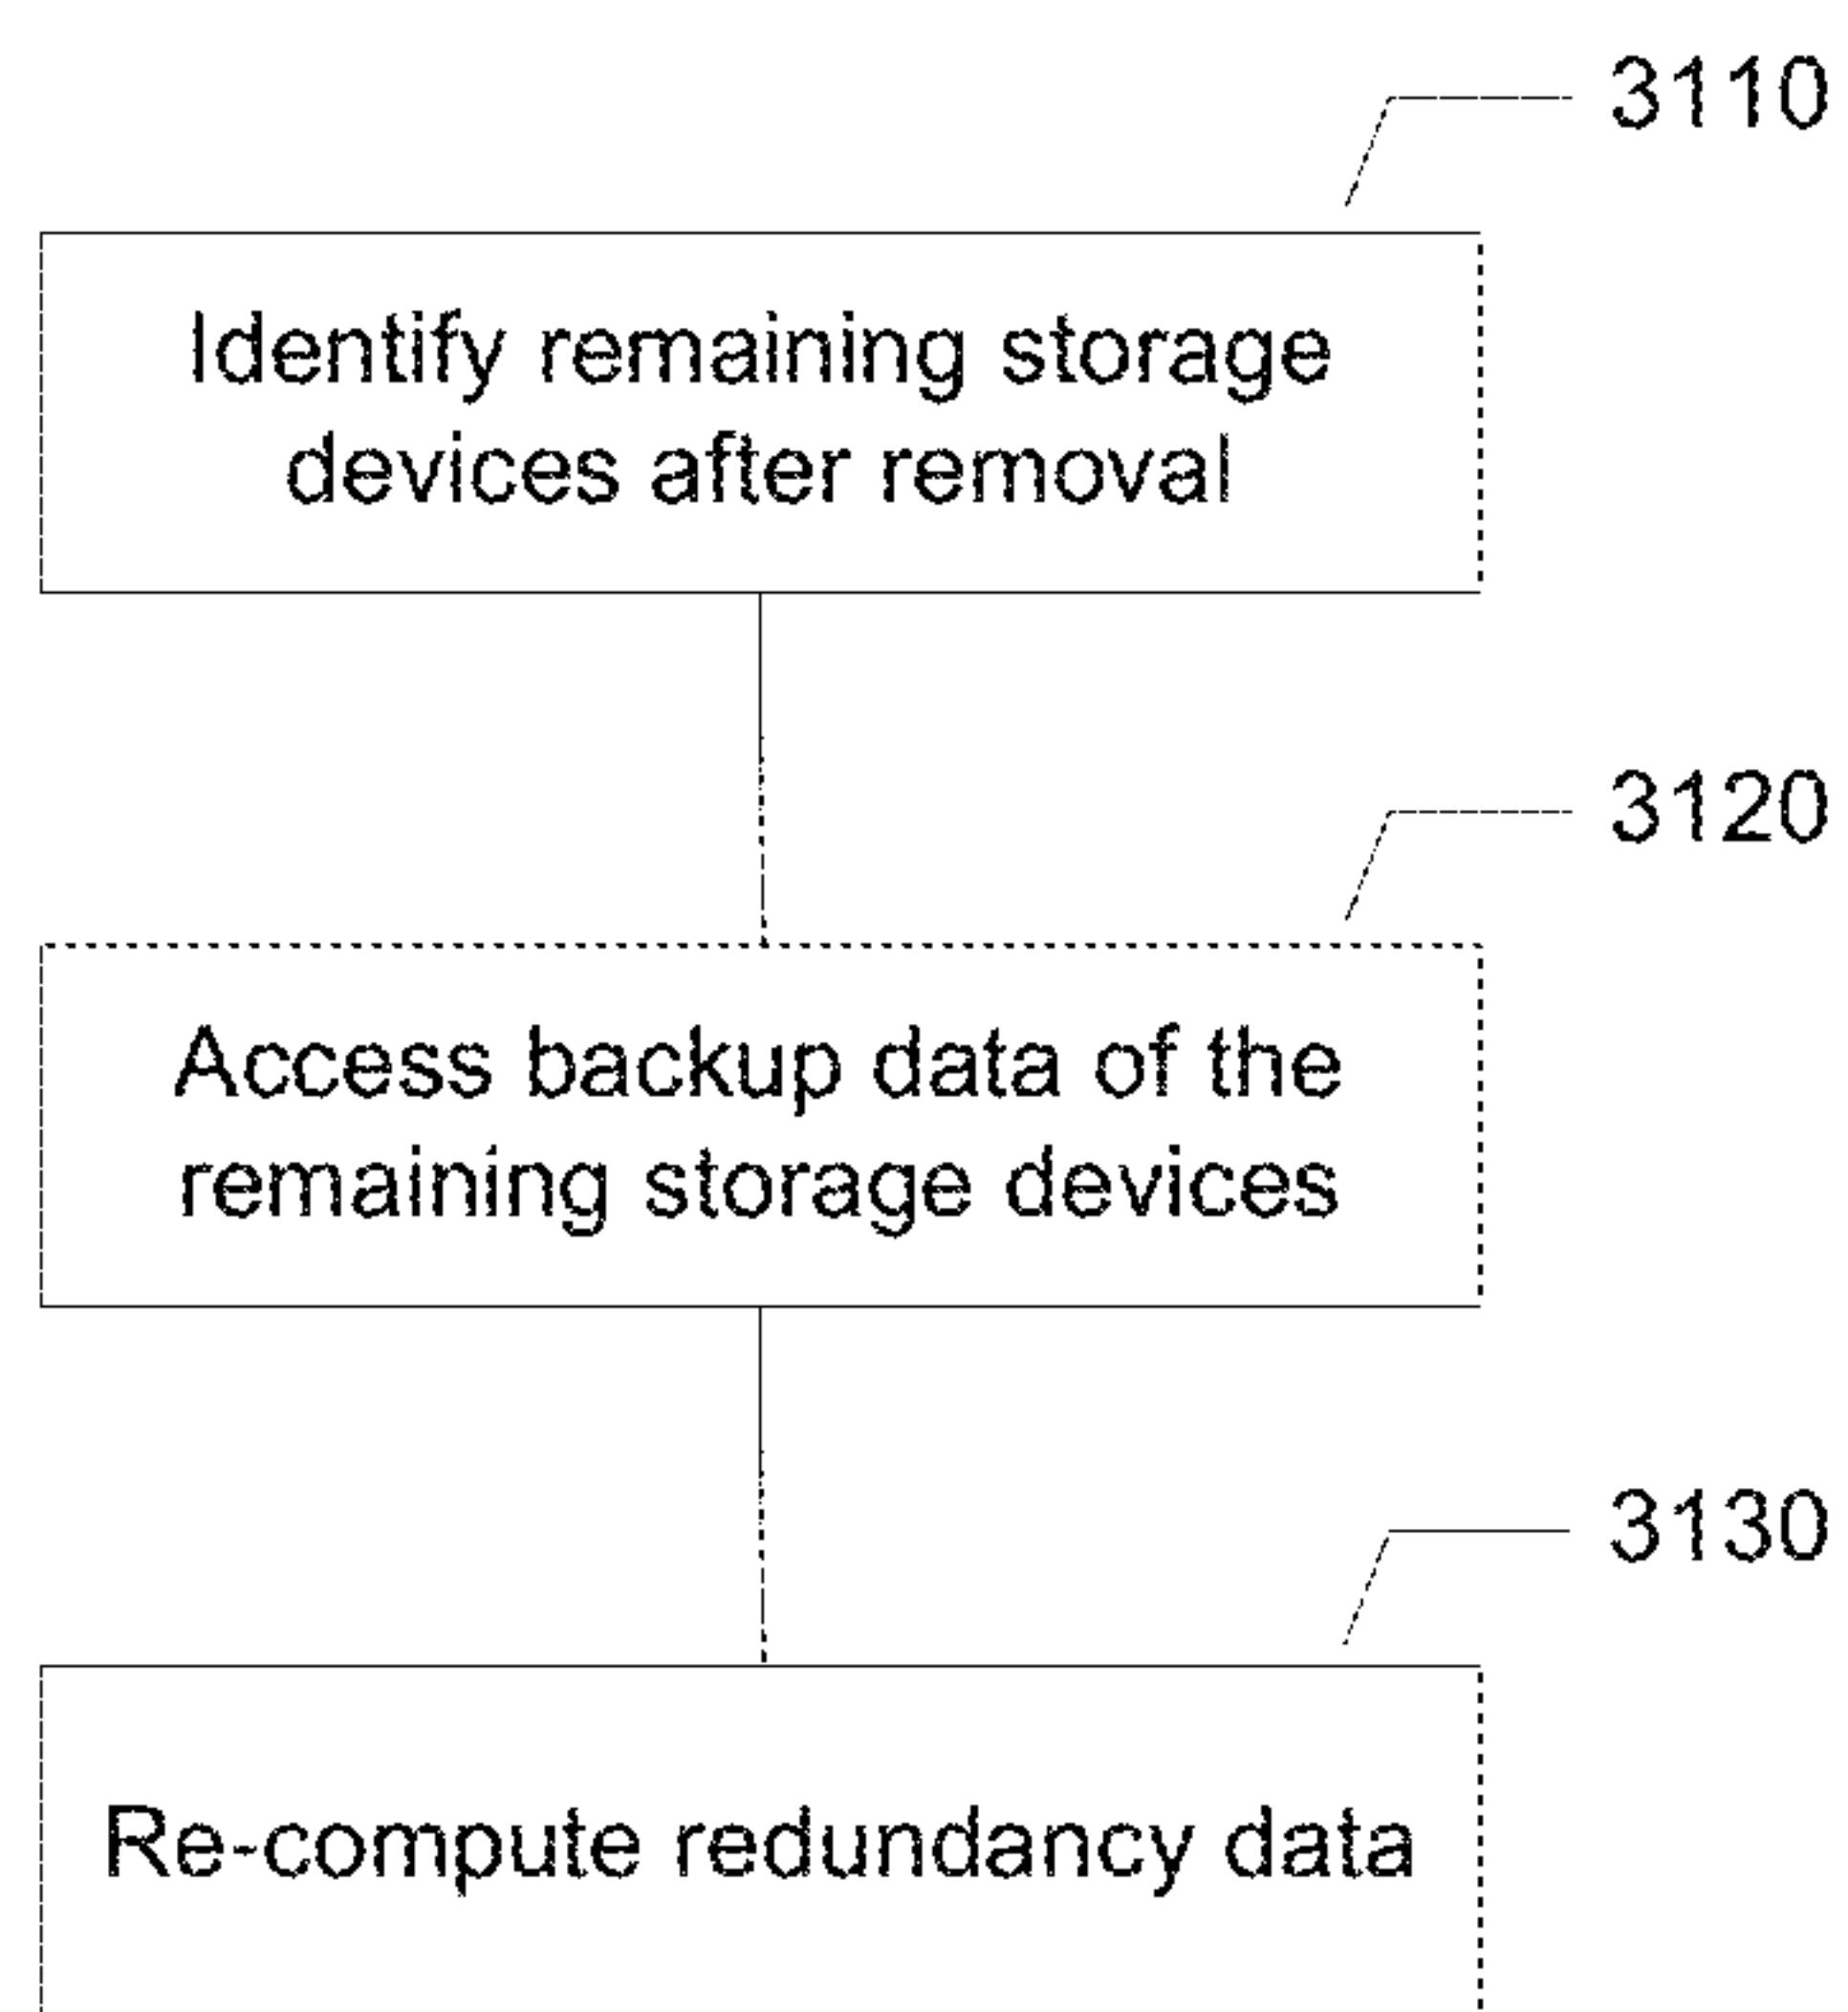 3110
Identify remaining storage
devices after removal
3120
Access backup data of the
remaining storage devices
3130
Re-compute redundancy data